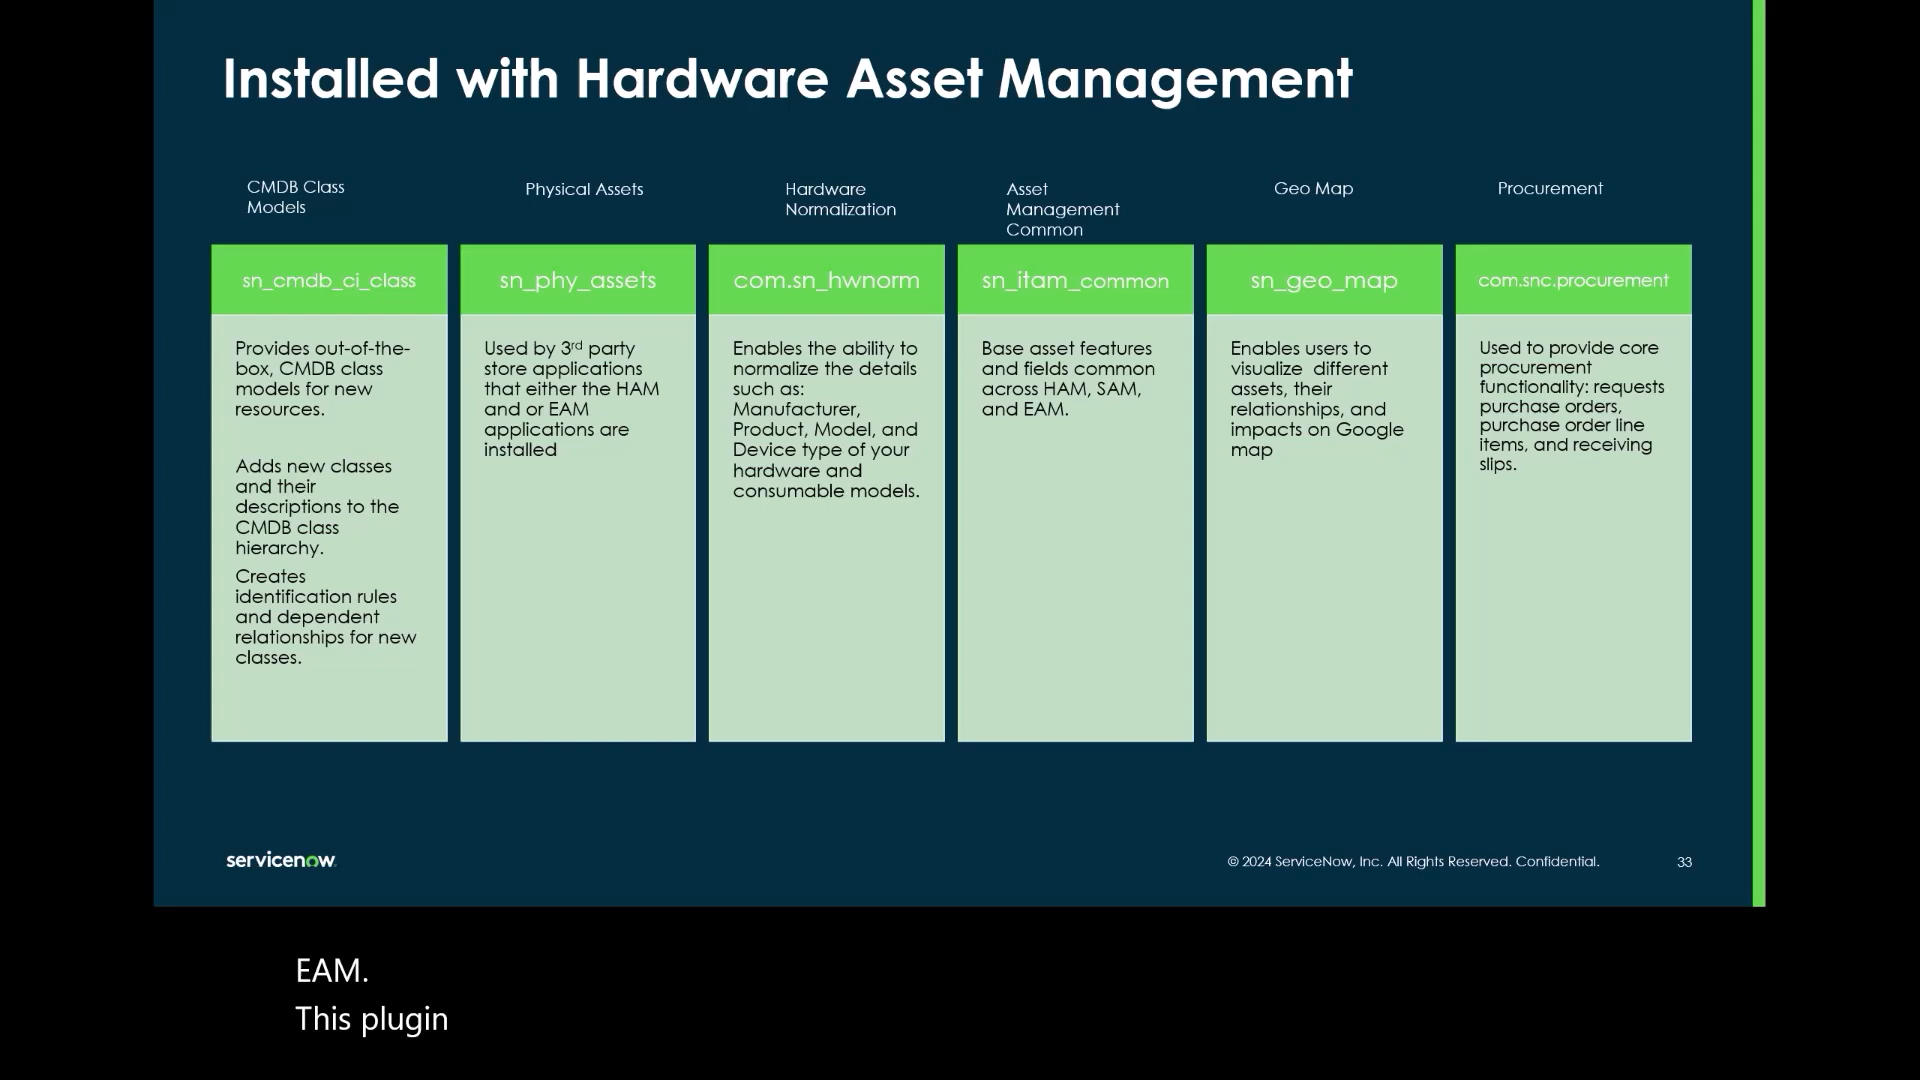 Installed with Hardware Asset Management
CMDB Class
Models
Physical Assets
Hardware
Normalization
Asset
Management
Common
Geo Map
Procurement
sn_cmdb_ci_class
sn_phy_assets
com.sn_hwnorm
sn_itam_common
sn_geo_map
com.snc.procurement
Provides out-of-the-
box, CMDB class
models for new
resources.
Adds new classes
and their
descriptions to the
CMDB class
hierarchy.
Creates
identification rules
and dependent
relationships for new
classes.
Used by 3rd party
store applications
that either the HAM
and or EAM
applications are
installed
Enables the ability to
normalize the details
such as:
Manufacturer,
Product, Model, and
Device type of your
hardware and
consumable models.
Base asset features
and fields common
across HAM, SAM,
and EAM.
Enables users to
visualize  different
assets, their
relationships, and
impacts on Google
map
Used to provide core
procurement
functionality: requests
purchase orders,
purchase order line
items, and receiving
slips.
servicenow
© 2024 ServiceNow, Inc. All Rights Reserved. Confidential.
33
EAM.
This plugin